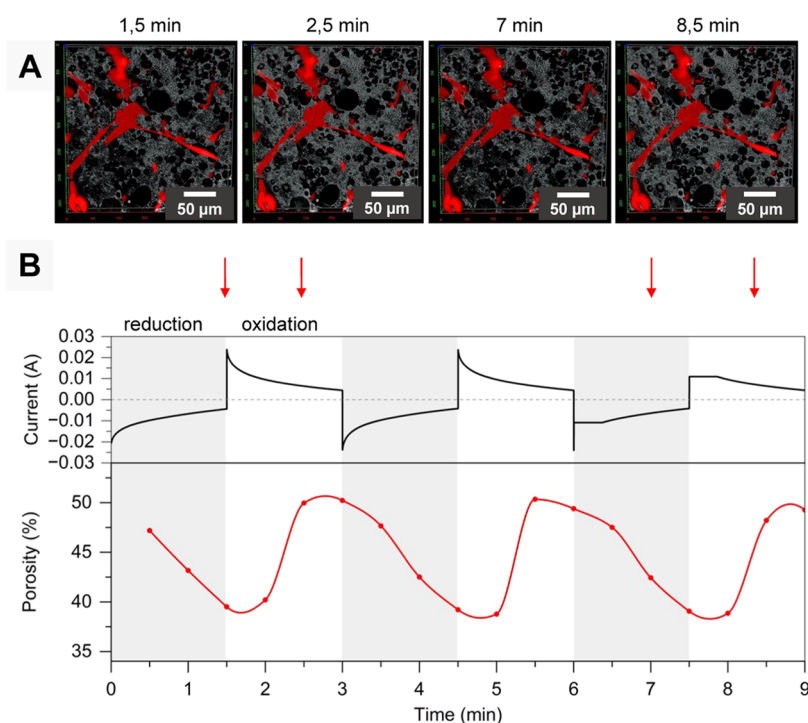 1,5 min 2,5 min 7 min 8,5 min
A
50 µm 50 µm 50 µm 50 µm
B
reduction oxidation
0.03
0.02
0.01
0.00
−0.01
−0.02
−0.03
Current (A)
50
45
40
35
Porosity (%)
0 1 2 3 4 5 6 7 8 9
Time (min)